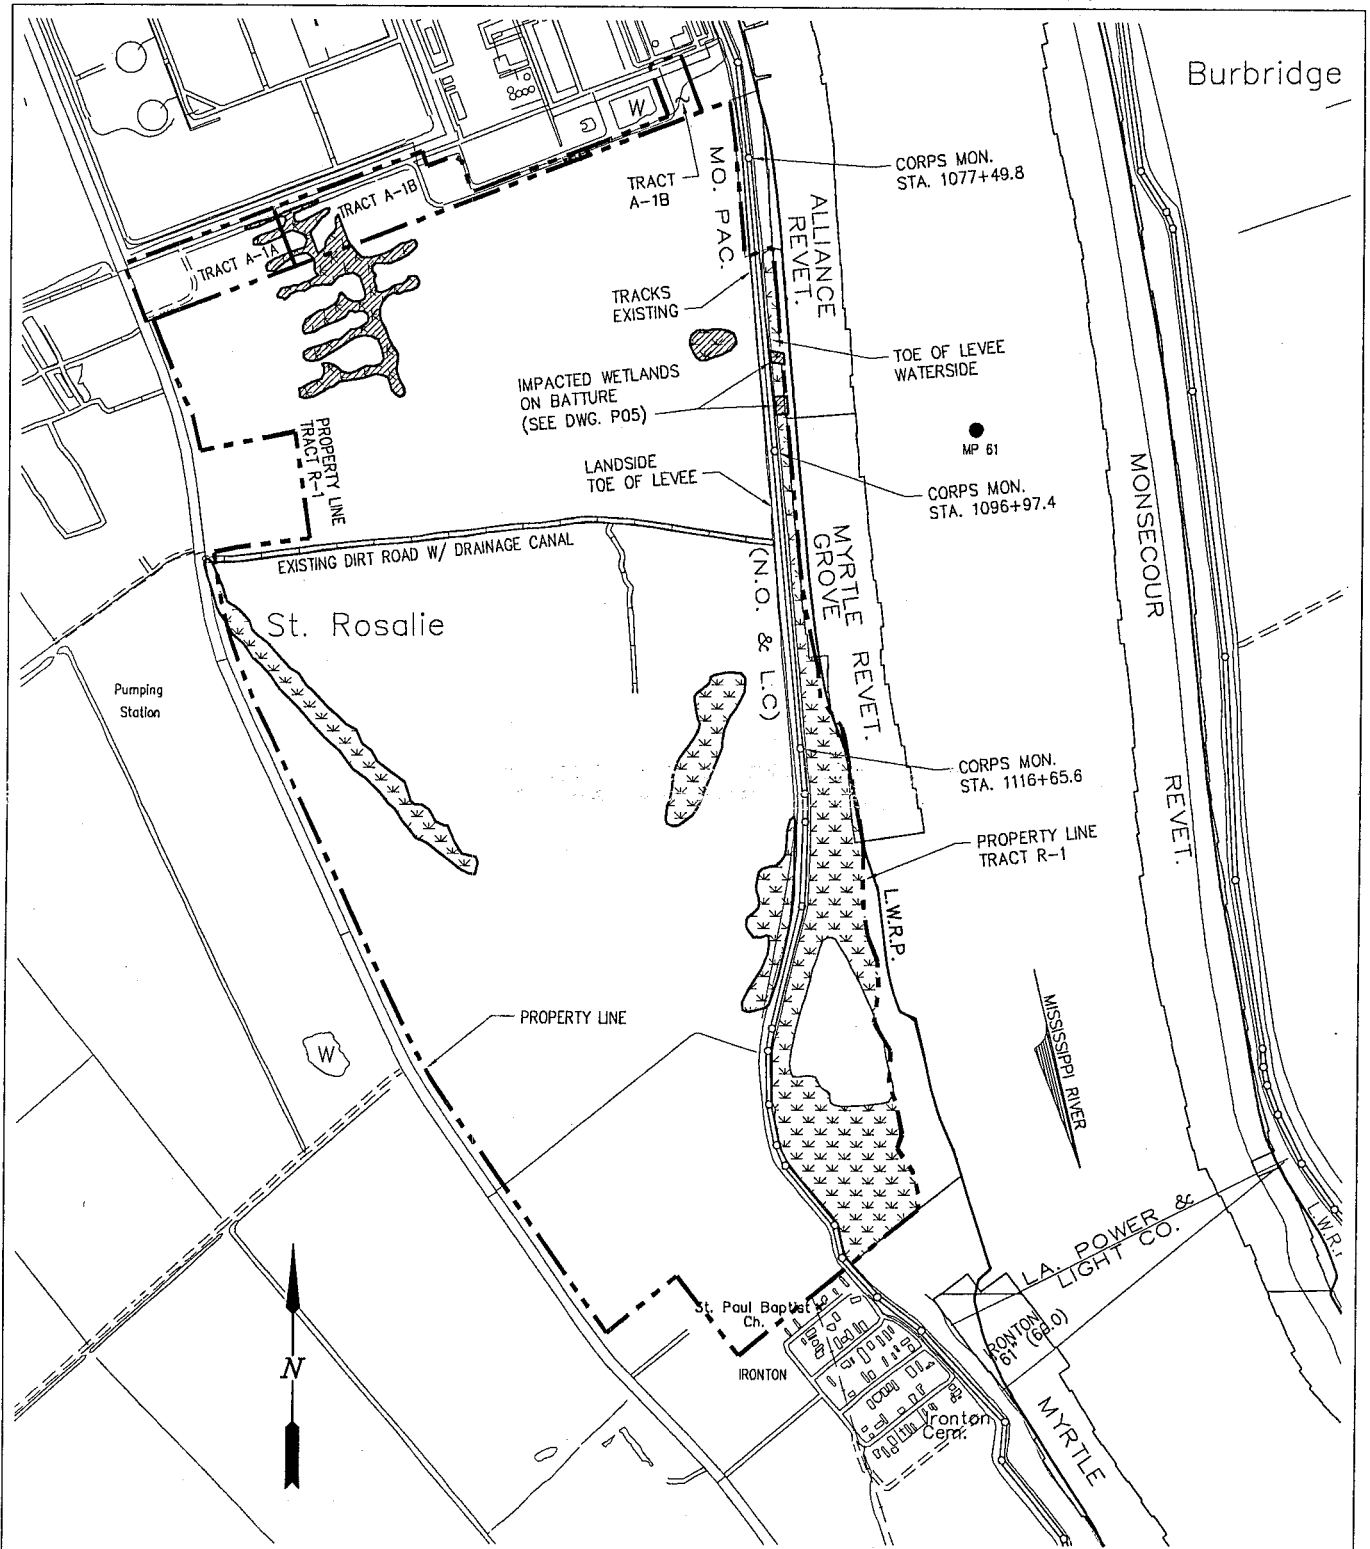 Burbridge
W
CORPS MON.
STA. 1077+49.8
TRACT
A-1B
MO. PAC.
TRACT A-1B
TRACT A-1A
ALLIANCE
REVET.
TRACKS
EXISTING
TOE OF LEVEE
WATERSIDE
IMPACTED WETLANDS
ON BATTURE
(SEE DWG. P05)
PROPERTY LINE
TRACT R-1
MP 61
LANDSIDE
TOE OF LEVEE
CORPS MON.
STA. 1096+97.4
MONSECOUR
REVET.
EXISTING DIRT ROAD W/ DRAINAGE CANAL
(N.O. & L.C)
MYRTLE
GROVE
REVET.
St. Rosalie
Pumping
Station
CORPS MON.
STA. 1116+65.6
PROPERTY LINE
TRACT R-1
L.W.R.P.
PROPERTY LINE
MISSISSIPPI RIVER
W
LA. POWER &
LIGHT CO.
L.W.R.
St. Paul Baptist
Ch.
IRONTON
IRONTON
61"
N
Ironton
Cem.
MYRTLE